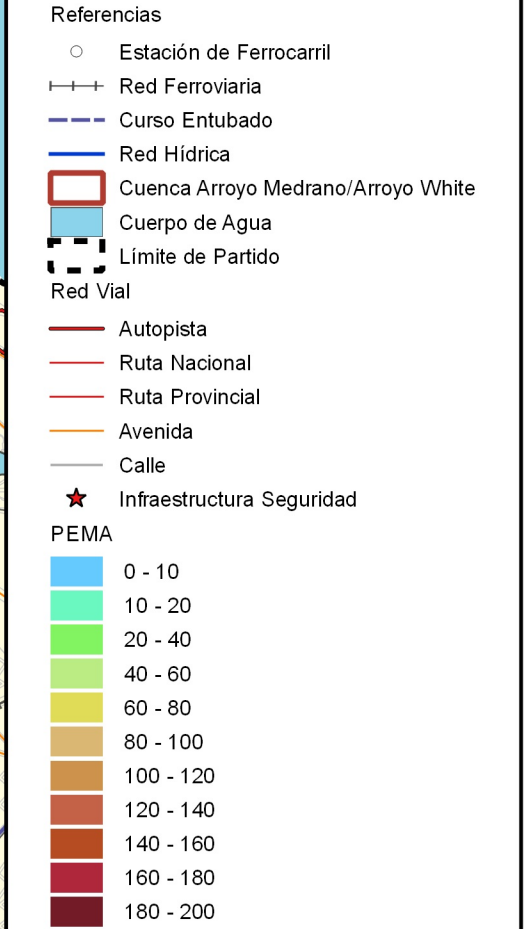 Referencias
Estación de Ferrocarril
Red Ferroviaria
Curso Entubado
Red Hídrica
Cuenca Arroyo Medrano/Arroyo White
Cuerpo de Agua
Límite de Partido
Red Vial
Autopista
Ruta Nacional
Ruta Provincial
Avenida
Calle
Infraestructura Seguridad
PEMA
0 - 10
10 - 20
20 - 40
40 - 60
60 - 80
80 - 100
100 - 120
120 - 140
140 - 160
160 - 180
180 - 200